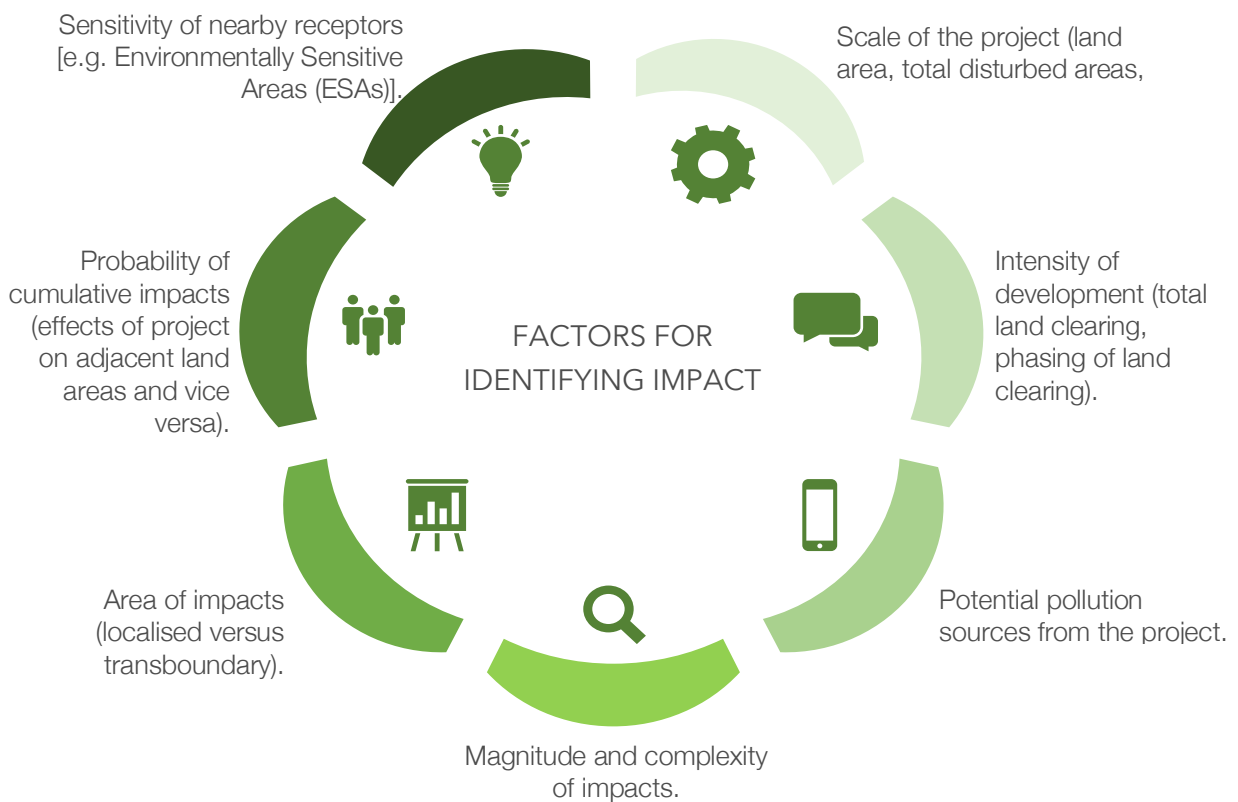 Sensitivity of nearby receptors
[e.g. Environmentally Sensitive
Areas (ESAs)].
Scale of the project (land
area, total disturbed areas,
Probability of
cumulative impacts
(effects of project
on adjacent land
areas and vice
versa).
FACTORS FOR
IDENTIFYING IMPACT
Intensity of
development (total
land clearing,
phasing of land
clearing).
Area of impacts
(localised versus
transboundary).
Potential pollution
sources from the project.
Magnitude and complexity
of impacts.